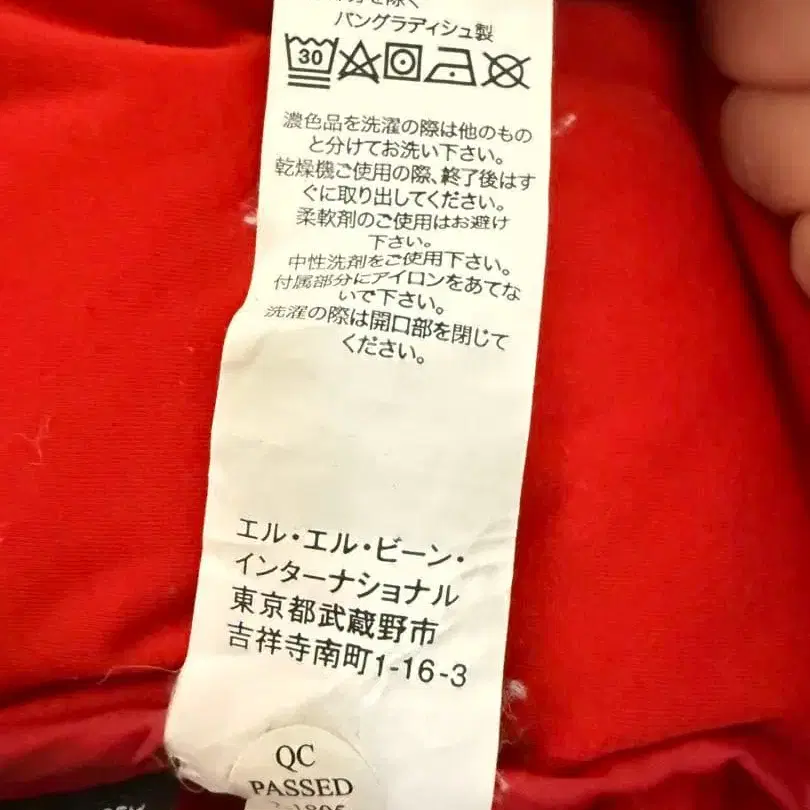 を除く
バングラディシュ製
30
濃色品を洗濯の際は他のもの
と分けてお洗い下さい。
乾燥機ご使用の際、終了後はす
ぐに取り出してください。
柔軟剤のご使用はお避け
下さい。
中性洗剤をご使用下さい。
付属部分にアイロンをあてな
いで下さい。
洗濯の際は開口部を閉じて
ください。
エル・エル・ビーン・
インターナショナル
東京都武蔵野市
吉祥寺南町1-16-3
QC
PASSED